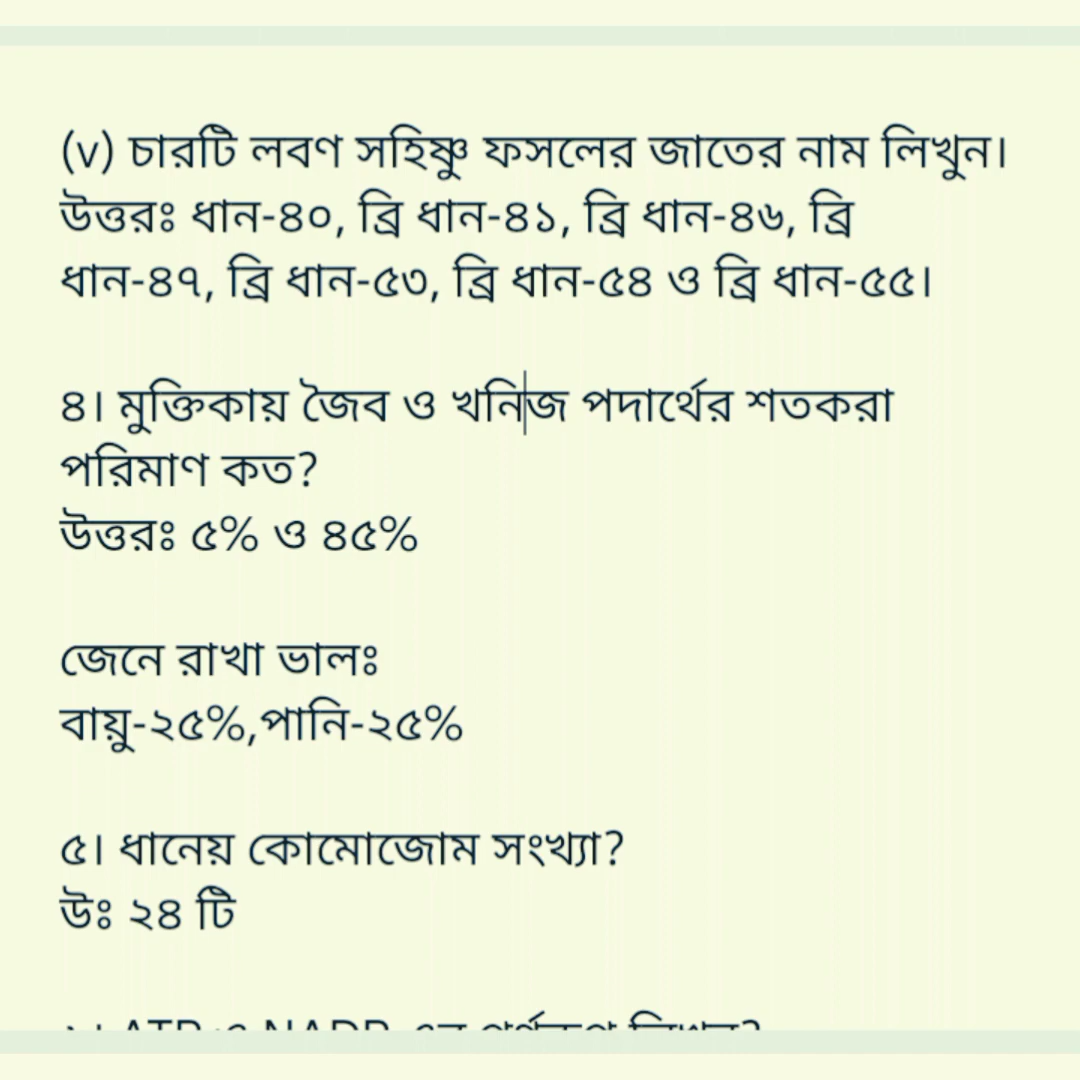 (v) চারটি লবণ সহিষ্ণু ফসলের জাতের নাম লিখুন।
উত্তরঃ ধান-৪০, ব্রি ধান-৪১, ব্রি ধান-৪৬, ব্রি
ধান-৪৭, ব্রি ধান-৫৩, ব্রি ধান-৫৪ ও ব্রি ধান-৫৫।
৪। মুক্তিকায় জৈব ও খনিজ পদার্থের শতকরা
পরিমাণ কত?
উত্তরঃ ৫% ও ৪৫%
জেনে রাখা ভালঃ
বায়ু-২৫%,পানি-২৫%
৫। ধানেয় কোমোজোম সংখ্যা?
উঃ ২৪ টি